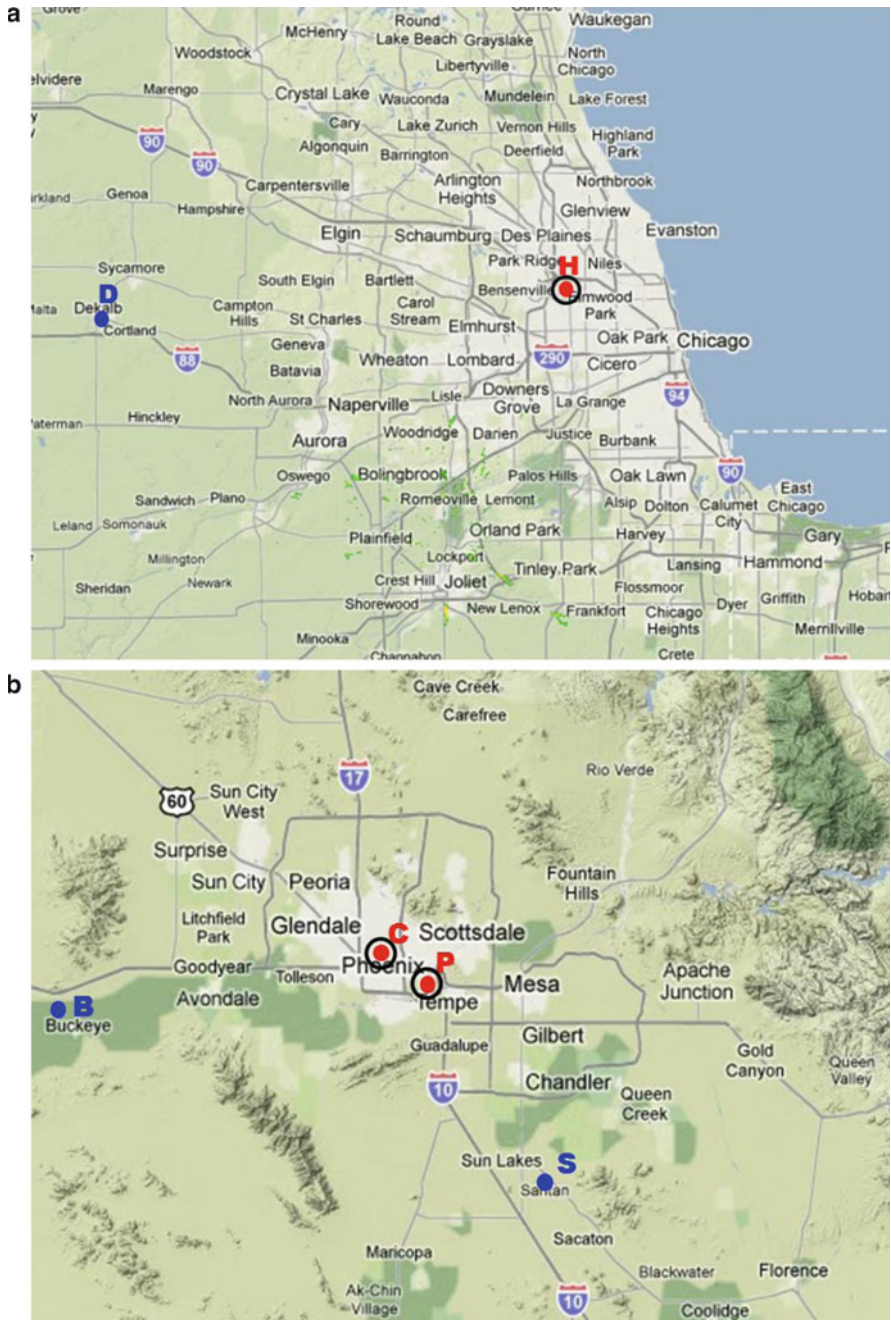 a
Grove
Round
Lake Beach
Gurnee
Waukegan
McHenry
Grayslake
Woodstock
Libertyville
North
Chicago
elvidere
Marengo
Crystal Lake
Wauconda
Mundelein
Lake Forest
Cary
Lake Zurich
Vernon Hills
Highland
Park
90
90
Algonquin
Barrington
Deerfield
Carpentersville
Arlington
Heights
Northbrook
Kirkland
Genoa
Hampshire
Glenview
Elgin
Schaumburg
Des Plaines
Evanston
Sycamore
South Elgin
Bartlett
Park Ridge
H
Niles
D
Malta
Dekalb
Cortland
Campton
Hills
St Charles
Carol
Stream
Bensenville
Elmwood
Park
Elmhurst
Geneva
Oak Park
Chicago
88
Batavia
Wheaton
Lombard
290
Cicero
Downers
Grove
94
North Aurora
Naperville
Lisle
La Grange
Waterman
Hinckley
Aurora
Woodridge
Darien
Justice
Burbank
Oswego
Bolingbrook
Palos Hills
Oak Lawn
90
East
Chicago
Sandwich
Plano
Romeoville
Lemont
Alsip
Dolton
Calumet
City
Leland
Somonauk
Plainfield
Orland Park
Harvey
Gary
Millington
Lockport
Tinley Park
Lansing
Hammond
Sheridan
Newark
Crest Hill
Joliet
Flossmoor
Hobart
Shorewood
New Lenox
Frankfort
Chicago
Heights
Dyer
Griffith
Minooka
Merrillville
Channahon
Crete
b
Cave Creek
Carefree
17
Rio Verde
60
Sun City
West
Surprise
Sun City
Peoria
Fountain
Hills
Litchfield
Park
Glendale
C
Scottsdale
Goodyear
Tolleson
Phoenix
P
Mesa
Apache
Junction
B
Buckeye
Avondale
Tempe
Guadalupe
Gilbert
Gold
Canyon
Queen
Valley
10
Chandler
Queen
Creek
Sun Lakes
S
Santan
Sacaton
Maricopa
Blackwater
Florence
Ak-Chin
Village
10
Coolidge